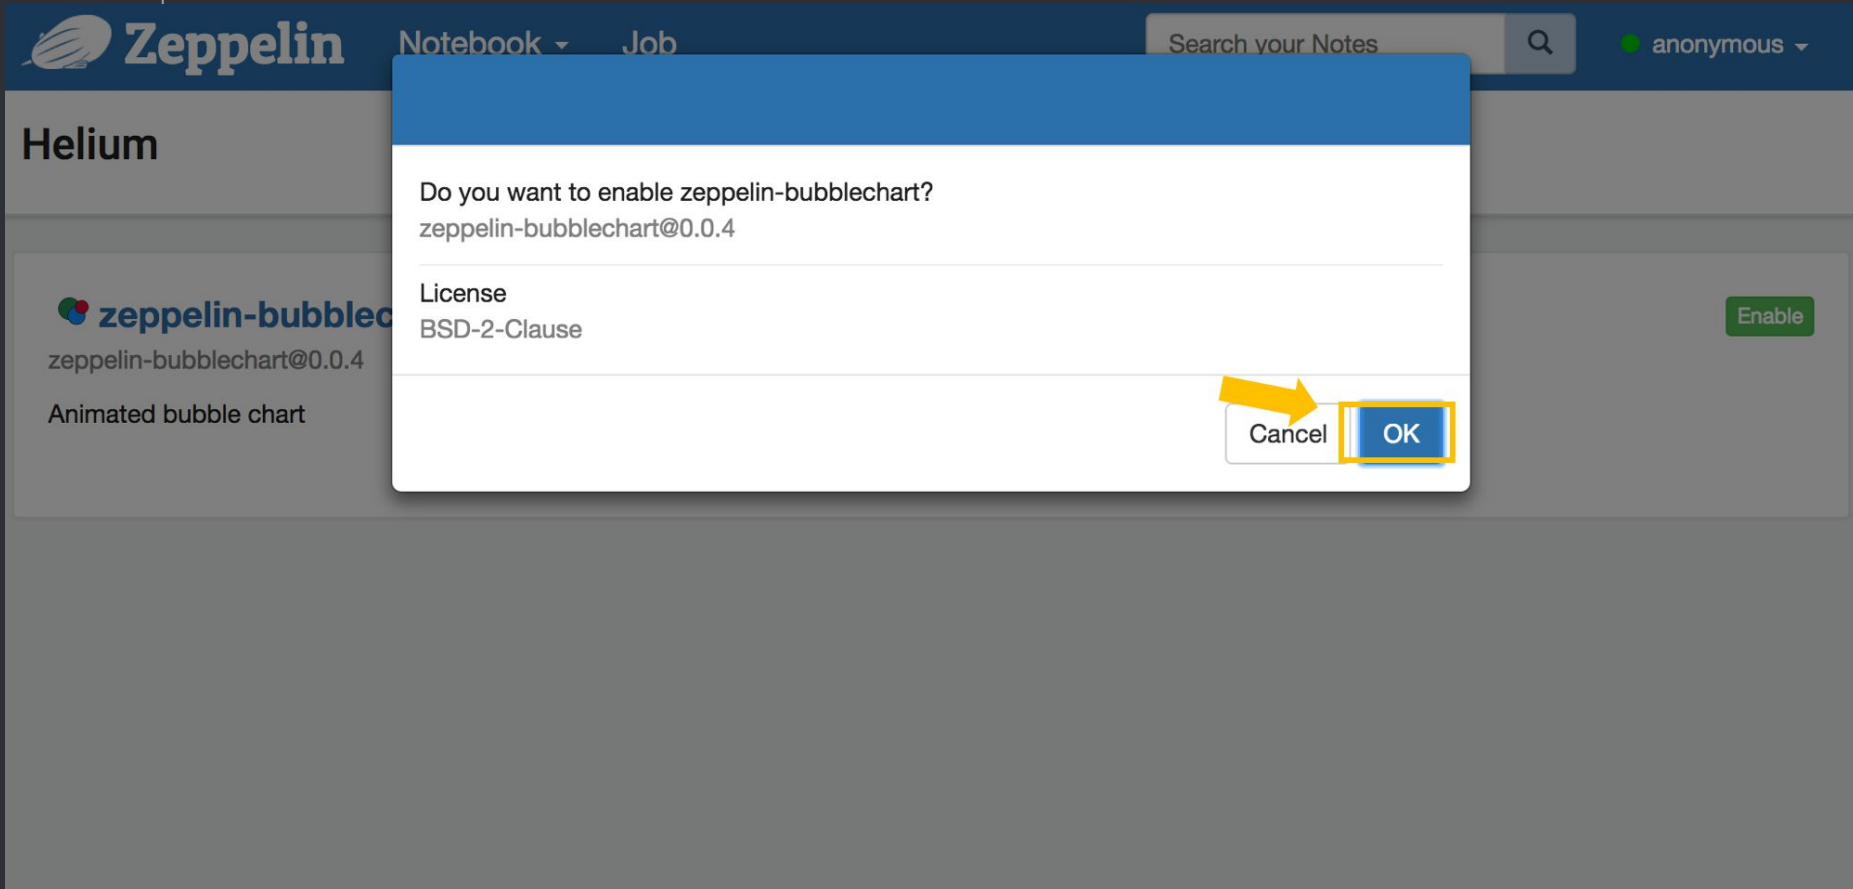 Zeppelin
Notebook
Job
Search your Notes
anonymous
Helium
Do you want to enable zeppelin-bubblechart?
zeppelin-bubblechart@0.0.4
License
BSD-2-Clause
Cancel
OK
zeppelin-bubblec
zeppelin-bubblechart@0.0.4
Animated bubble chart
Enable